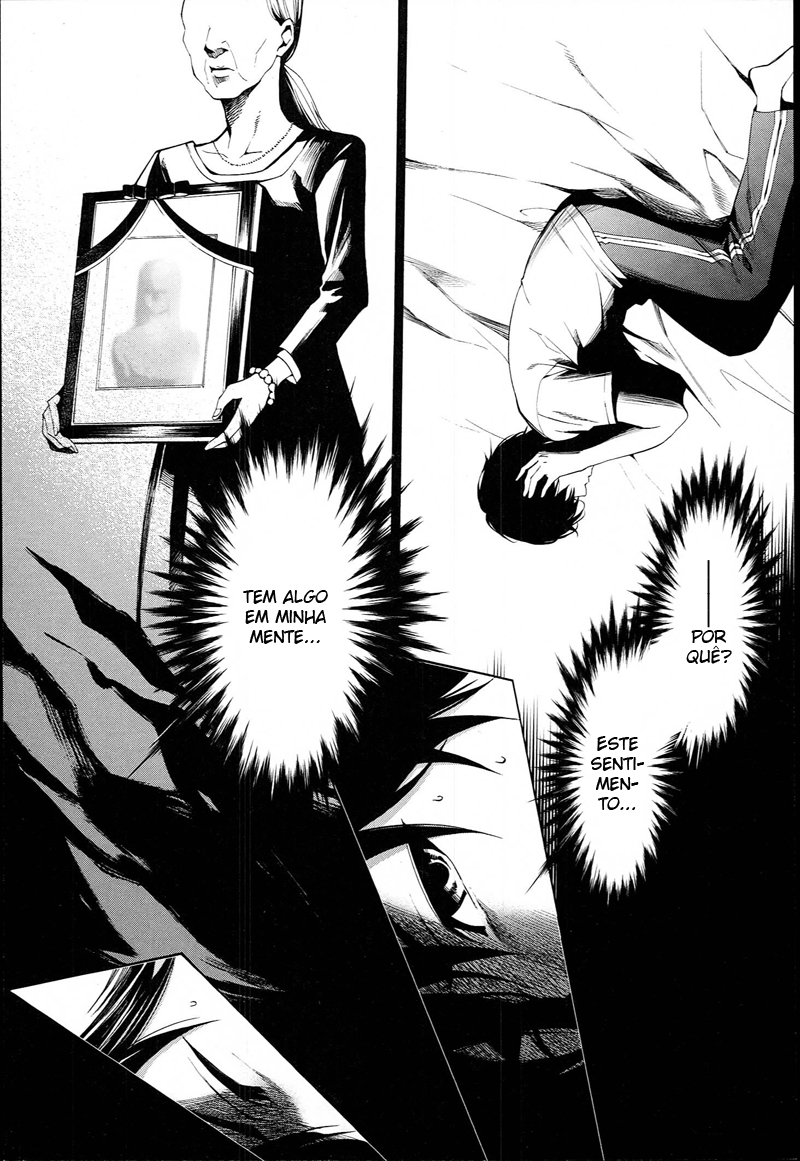 —
POR
QUÊ?
ESTE
SENTI-
MEN-
TO...
TEM ALGO
EM MINHA
MENTE...